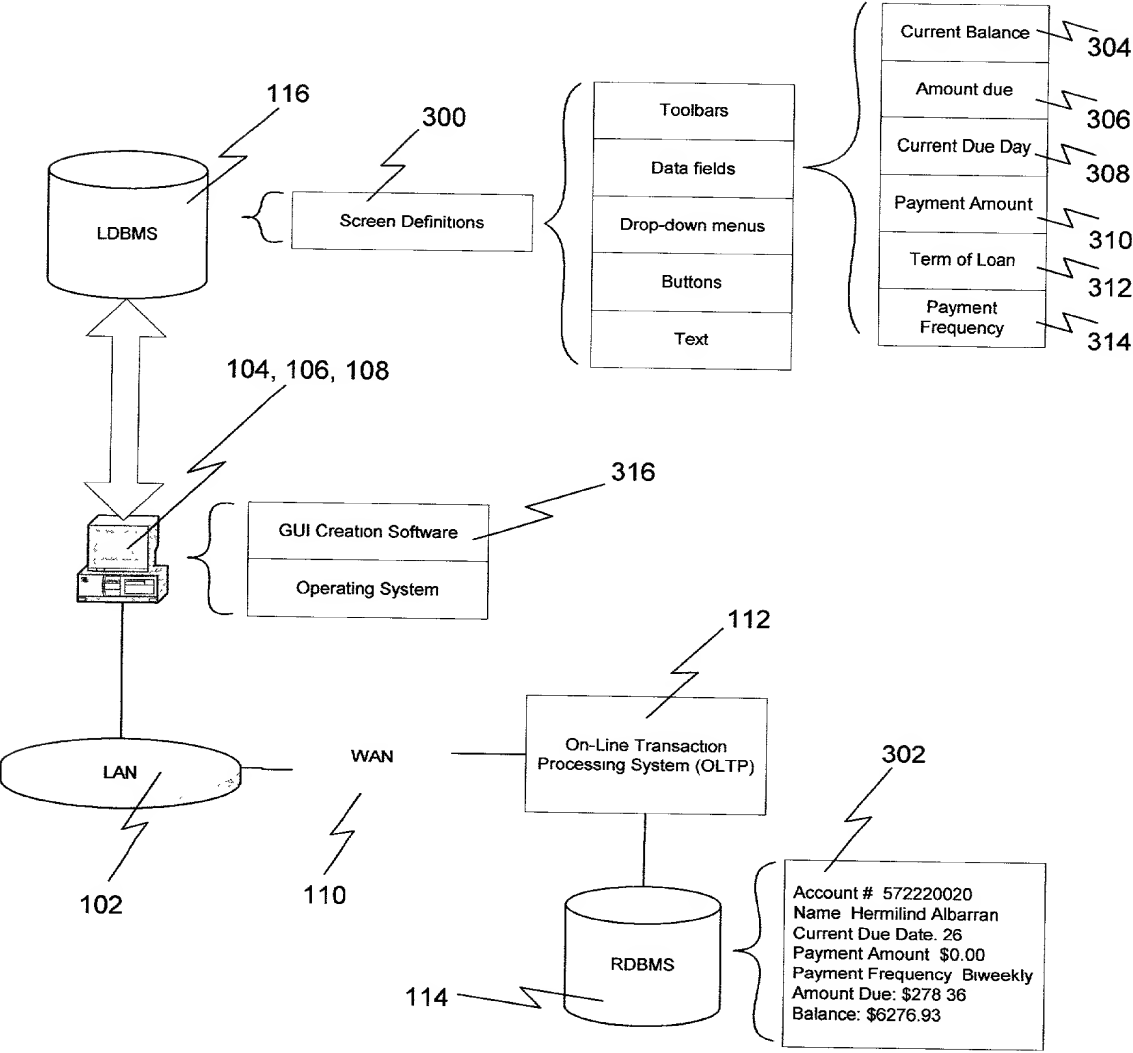 Current Balance
304
Amount due
306
Current Due Day
308
Payment Amount
310
Term of Loan
312
Payment
Frequency
314
116
300
Toolbars
Data fields
Drop-down menus
Buttons
Text
LDBMS
Screen Definitions
104, 106, 108
316
GUI Creation Software
Operating System
112
On-Line Transaction
Processing System (OLTP)
LAN
WAN
302
102
110
Account # 572220020
Name Hermilind Albarran
Current Due Date. 26
Payment Amount $0.00
Payment Frequency Biweekly
Amount Due: $278 36
Balance: $6276.93
RDBMS
114